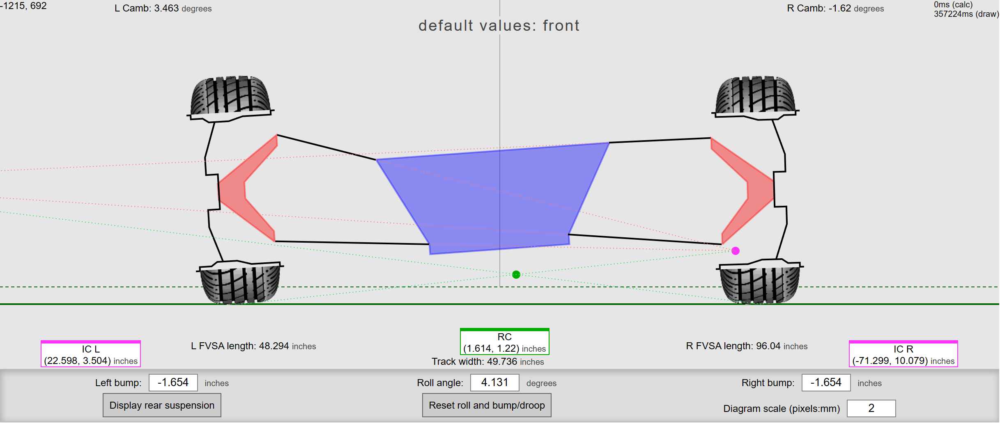 -1215, 692
L Camb: 3.463 degrees
R Camb: -1.62 degrees
0ms (calc)
357224ms (draw)
default values: front
IC L
(22.598, 3.504) inches
L FVSA length: 48.294 inches
RC
(1.614, 1.22) inches
Track width: 49.736 inches
R FVSA length: 96.04 inches
IC R
(-71.299, 10.079) inches
Left bump: -1.654 inches
Roll angle: 4.131 degrees
Right bump: -1.654 inches
Display rear suspension
Reset roll and bump/droop
Diagram scale (pixels:mm) 2